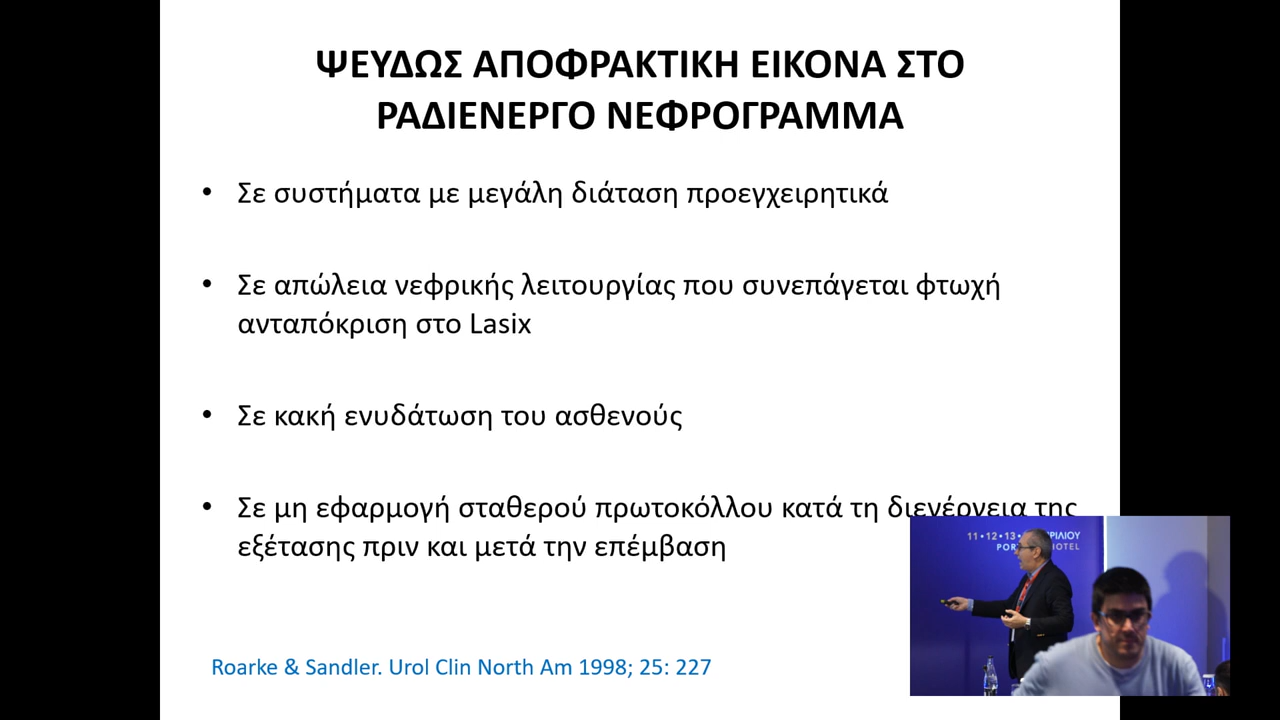 ΨΕΥΔΩΣ ΑΠΟΦΡΑΚΤΙΚΗ ΕΙΚΟΝΑ ΣΤΟ
ΡΑΔΙΕΝΕΡΓΟ ΝΕΦΡΟΓΡΑΜΜΑ
• Σε συστήματα με μεγάλη διάταση προεγχειρητικά
• Σε απώλεια νεφρικής λειτουργίας που συνεπάγεται φτωχή
ανταπόκριση στο Lasix
• Σε κακή ενυδάτωση του ασθενούς
• Σε μη εφαρμογή σταθερού πρωτοκόλλου κατά τη διενέργεια της
εξέτασης πριν και μετά την επέμβαση
11•12•13•
Roarke & Sandler. Urol Clin North Am 1998; 25: 227